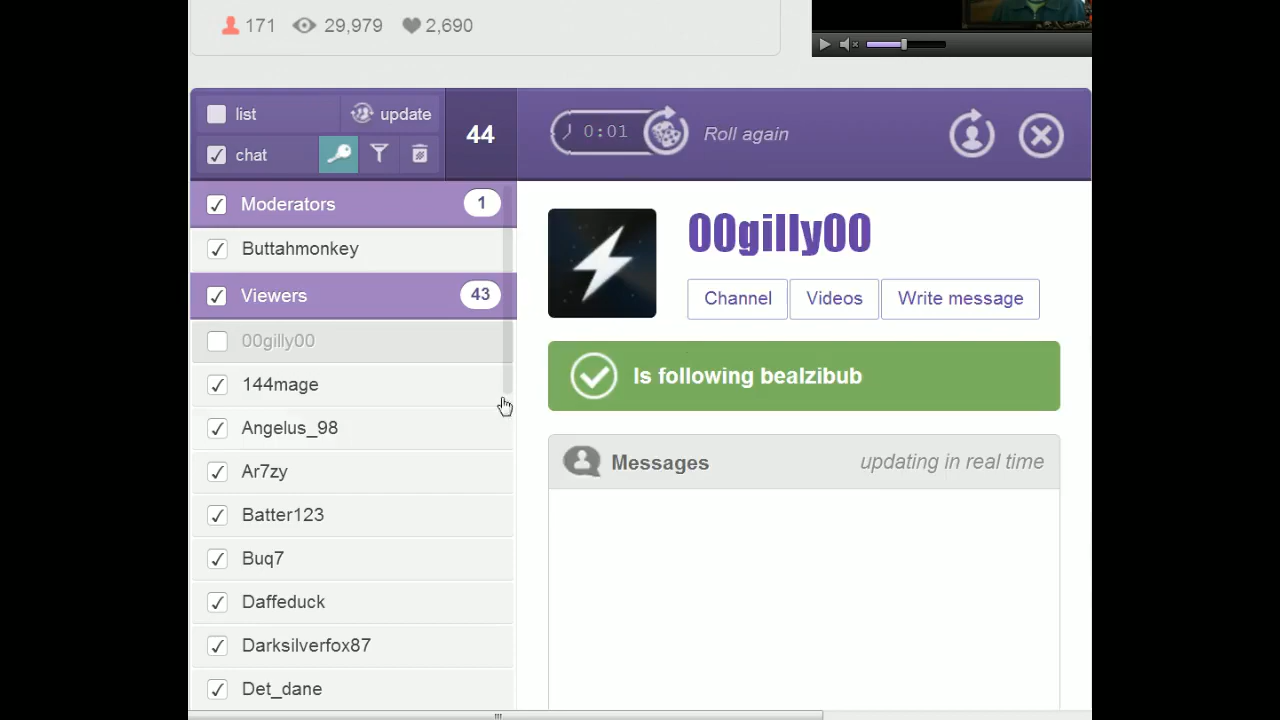 171 29,979 2,690
list update
chat
44
0:01 Roll again
Moderators 1
Buttahmonkey
Viewers 43
00gilly00
144mage
Angelus_98
Ar7zy
Batter123
Buq7
Daffeduck
Darksilverfox87
Det_dane
00gilly00
Channel Videos Write message
Is following bealzibub
Messages updating in real time